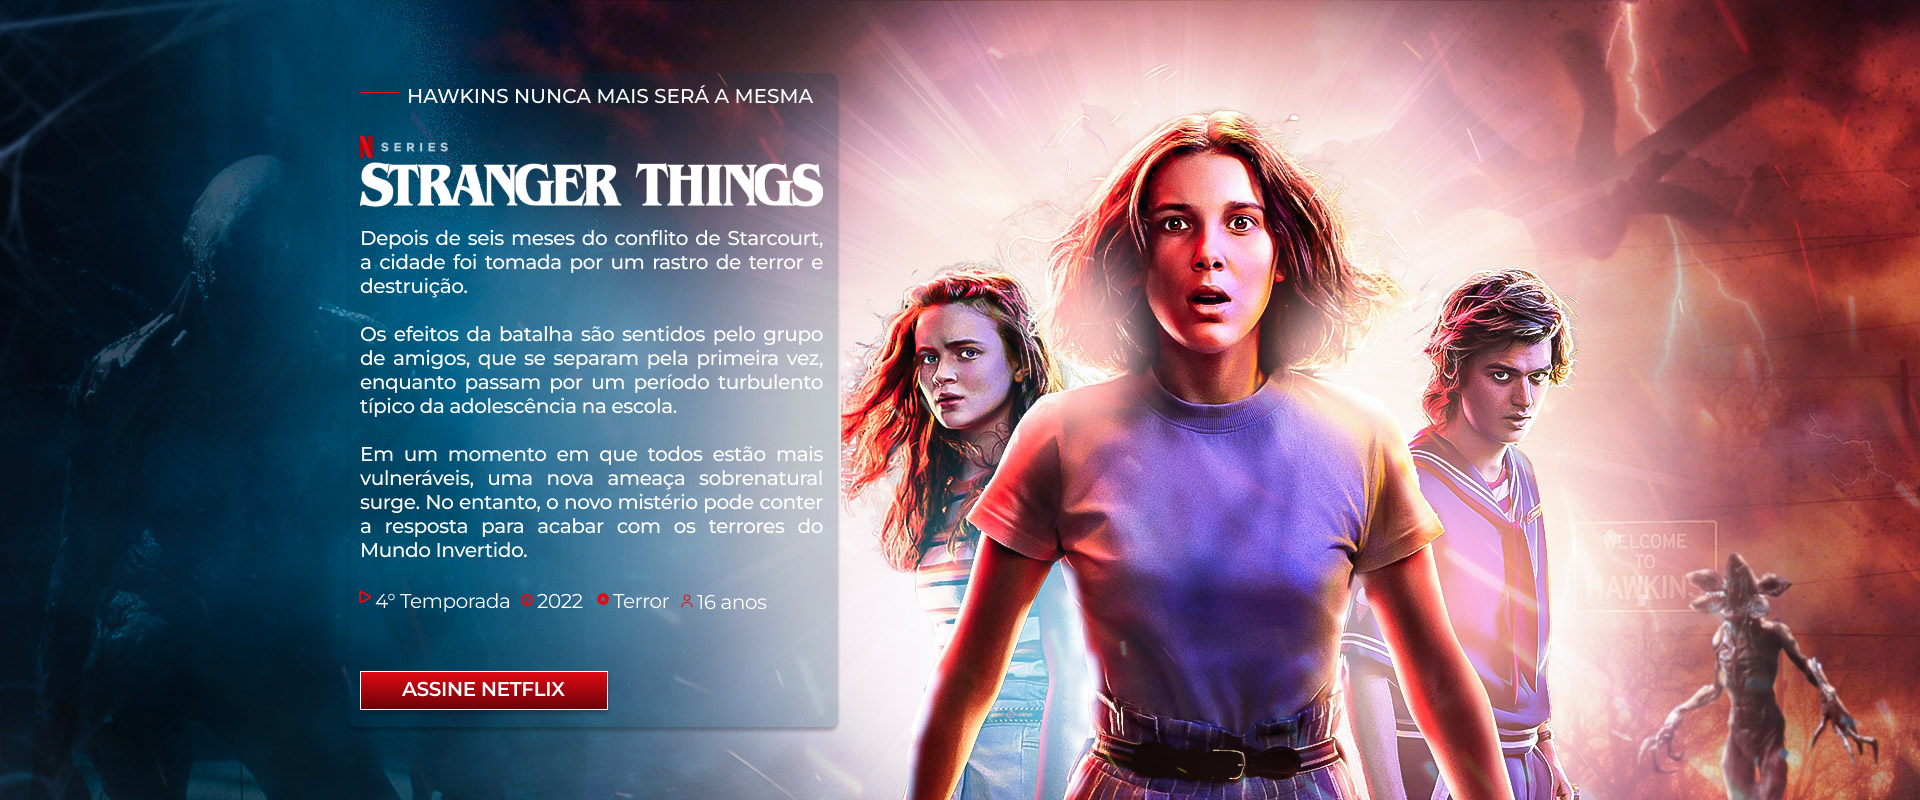 HAWKINS NUNCA MAIS SERÁ A MESMA
N SERIES
STRANGER THINGS
Depois de seis meses do conflito de Starcourt,
a cidade foi tomada por um rastro de terror e
destruição.
Os efeitos da batalha são sentidos pelo grupo
de amigos, que se separam pela primeira vez,
enquanto passam por um período turbulento
típico da adolescência na escola.
Em um momento em que todos estão mais
vulneráveis, uma nova ameaça sobrenatural
surge. No entanto, o novo mistério pode conter
a resposta para acabar com os terrores do
Mundo Invertido.
4º Temporada 2022 Terror 16 anos
ASSINE NETFLIX
WELCOME
TO
HAWKINS